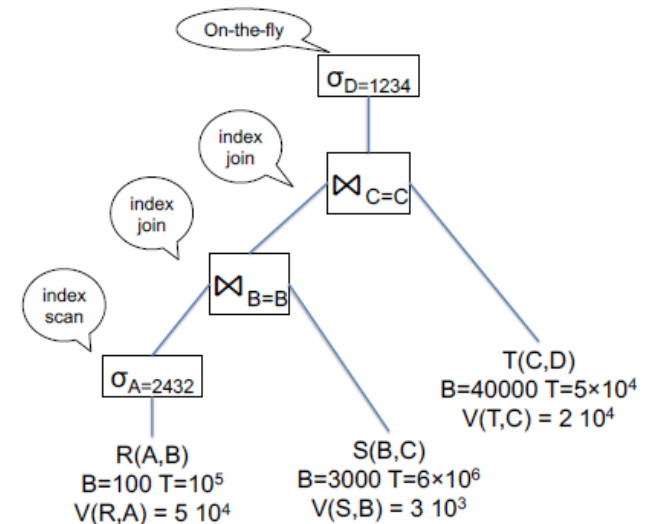 On-the-fly
σD=1234
index
join
⋈ C=C
index
join
⋈ B=B
index
scan
σA=2432
T(C,D)
B=40000 T=5×10⁴
V(T,C) = 2 10⁴
R(A,B)
B=100 T=10⁵
V(R,A) = 5 10⁴
S(B,C)
B=3000 T=6×10⁶
V(S,B) = 3 10³